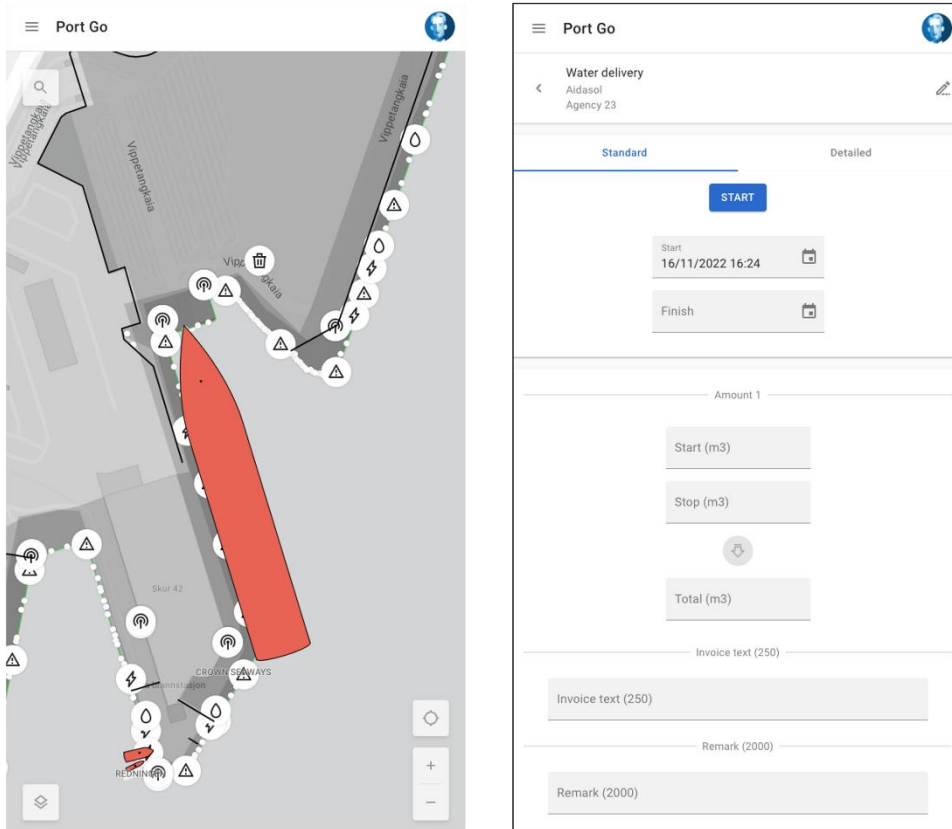 Port Go
Vippetangkaia
Vippetangkaia
Vippetangkaia
Vippetangkaia
Vippetangkaia
Skur 42
CROWN SEAWAYS
Port Go
Water delivery
Aidasol
Agency 23
Standard
Detailed
START
Start
16/11/2022 16:24
Finish
Amount 1
Start (m3)
Stop (m3)
Total (m3)
Invoice text (250)
Invoice text (250)
Remark (2000)
Remark (2000)